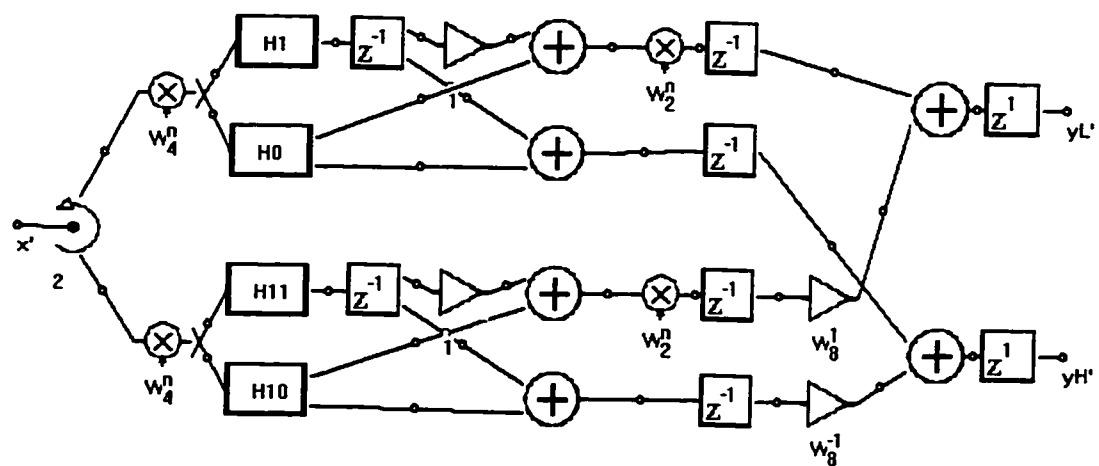 H1
z⁻¹
+
×
z⁻¹
×
W₄ⁿ
1
W₂ⁿ
+
z¹
yL'
H0
+
z⁻¹
x'
2
H11
z⁻¹
+
×
z⁻¹
×
W₄ⁿ
1
W₂ⁿ
W₈¹
+
z¹
yH'
H10
+
z⁻¹
W₈⁻¹